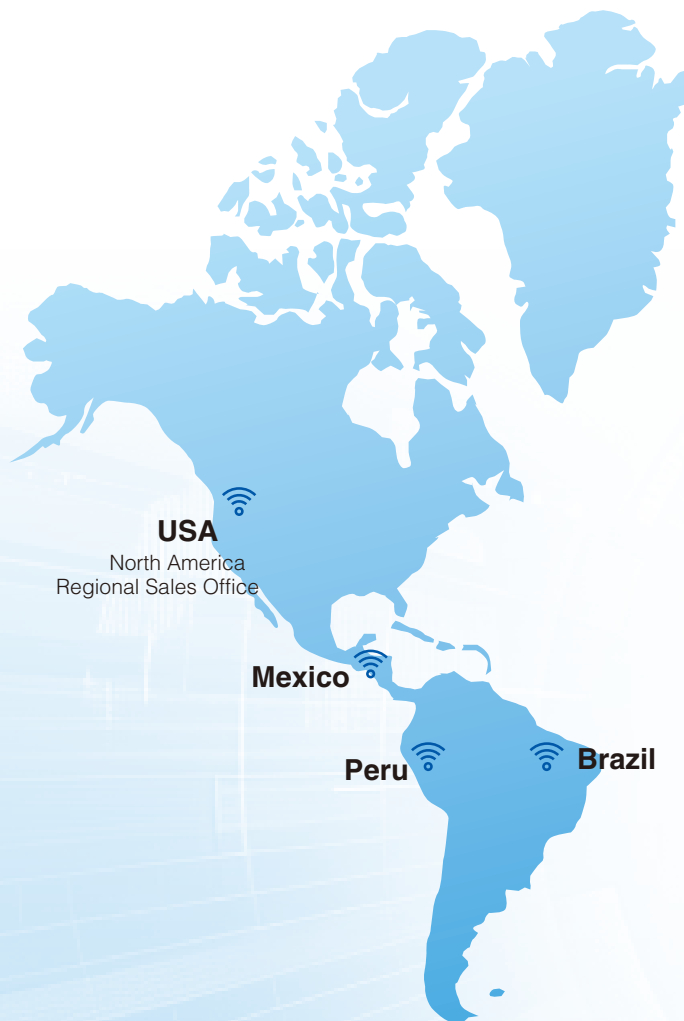 USA
North America
Regional Sales Office
Mexico
Peru
Brazil